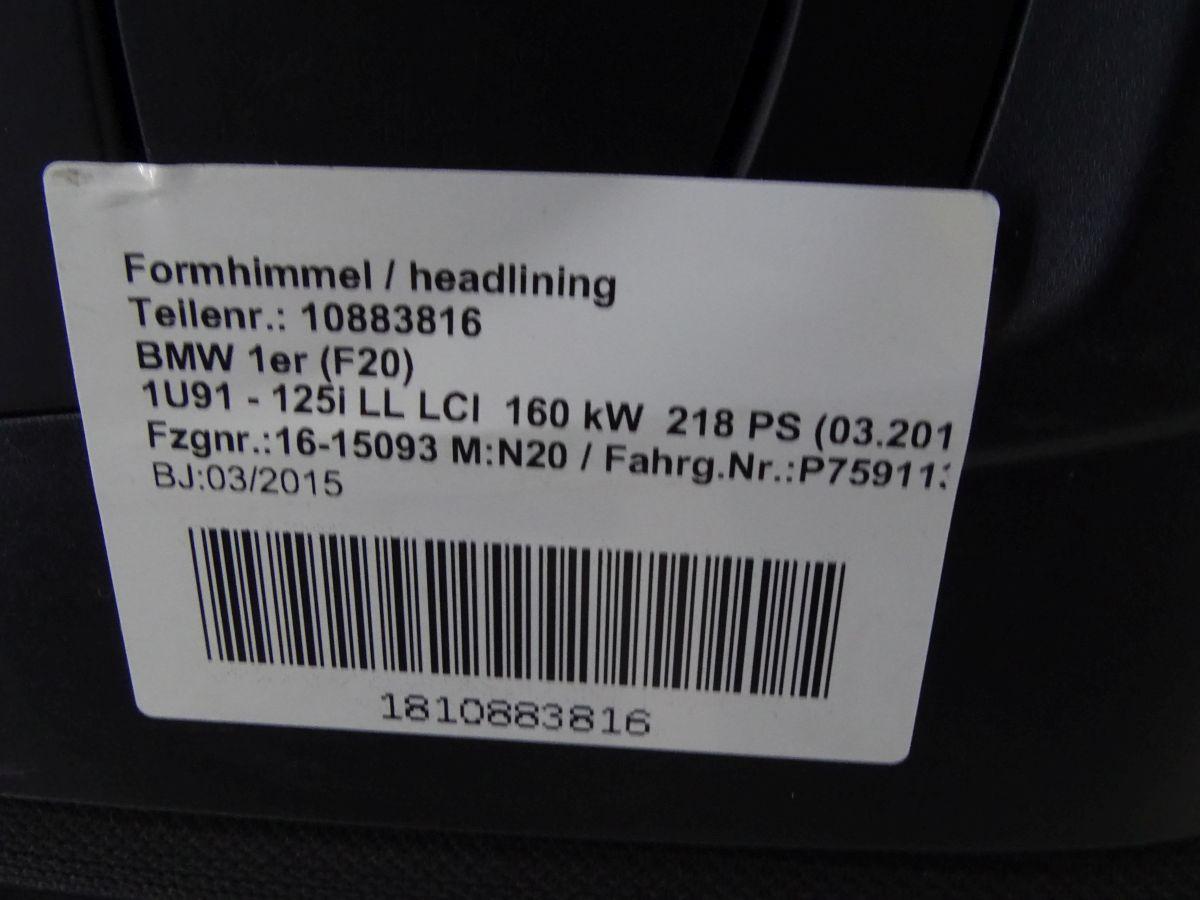 Formhimmel / headlining
Teilenr.: 10883816
BMW 1er (F20)
1U91 - 125i LL LCI 160 kW 218 PS (03.201
Fzgnr.:16-15093 M:N20 / Fahrg.Nr.:P759113
BJ:03/2015
1810883816